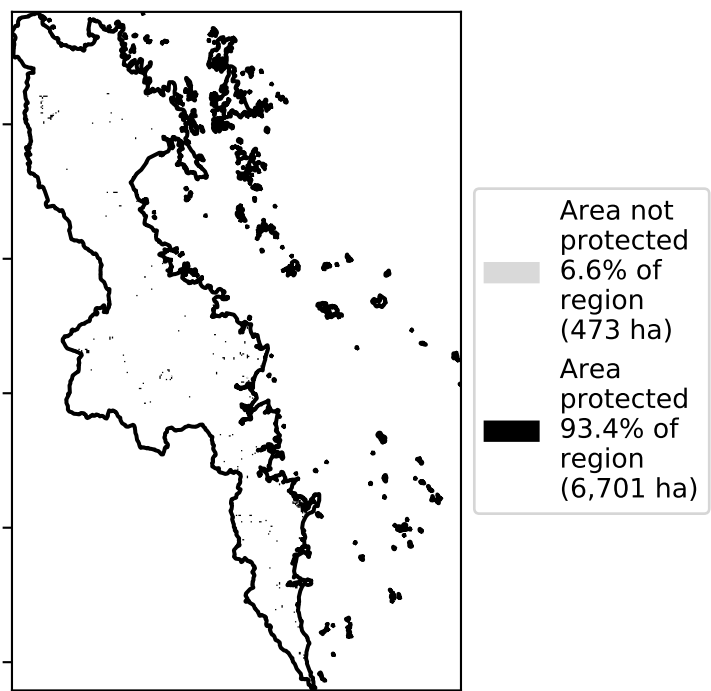 Area not
protected
6.6% of
region
(473 ha)
Area
protected
93.4% of
region
(6,701 ha)